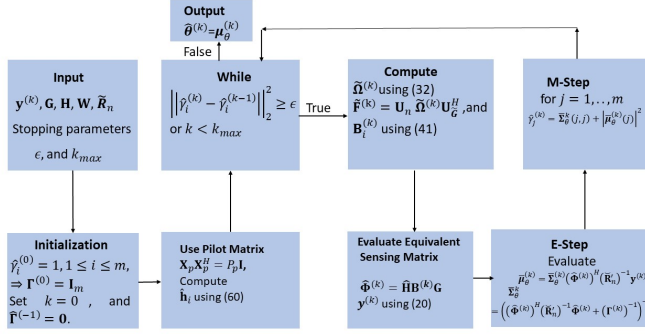 Output
θ̂^(k)=μ_θ^(k)
False
Input
y^(k), G, H, W, R̃_n
Stopping parameters
ϵ, and k_max
While
||γ̂_i^(k) − γ̂_i^(k−1)||_2^2 ≥ ϵ
or k < k_max
True
Compute
Ω̃^(k) using (32)
F̃^(k) = U_n Ω̃^(k) U_G̃^H, and
B_i^(k) using (41)
M-Step
for j = 1, . . , m
γ̂_j^(k) = Σ̅_θ^k(j, j) + |μ̅_θ^(k)(j)|^2
Initialization
γ̂_i^(0) = 1, 1 ≤ i ≤ m,
⇒ Γ^(0) = I_m
Set k = 0 , and
Γ̂^(−1) = 0.
Use Pilot Matrix
X_p X_p^H = P_p I,
Compute
ĥ_i using (60)
Evaluate Equivalent
Sensing Matrix
Φ̂^(k) = ĤB^(k)G
y^(k) using (20)
E-Step
Evaluate
μ̅_θ^(k) = Σ̅_θ^(k)(Φ̂^(k))^H(R̃′_n)^−1 y^(k)
Σ̅_θ^k
= ((Φ̂^(k))^H(R̃′_n)^−1 Φ̂^(k) + (Γ^(k))^−1)^−